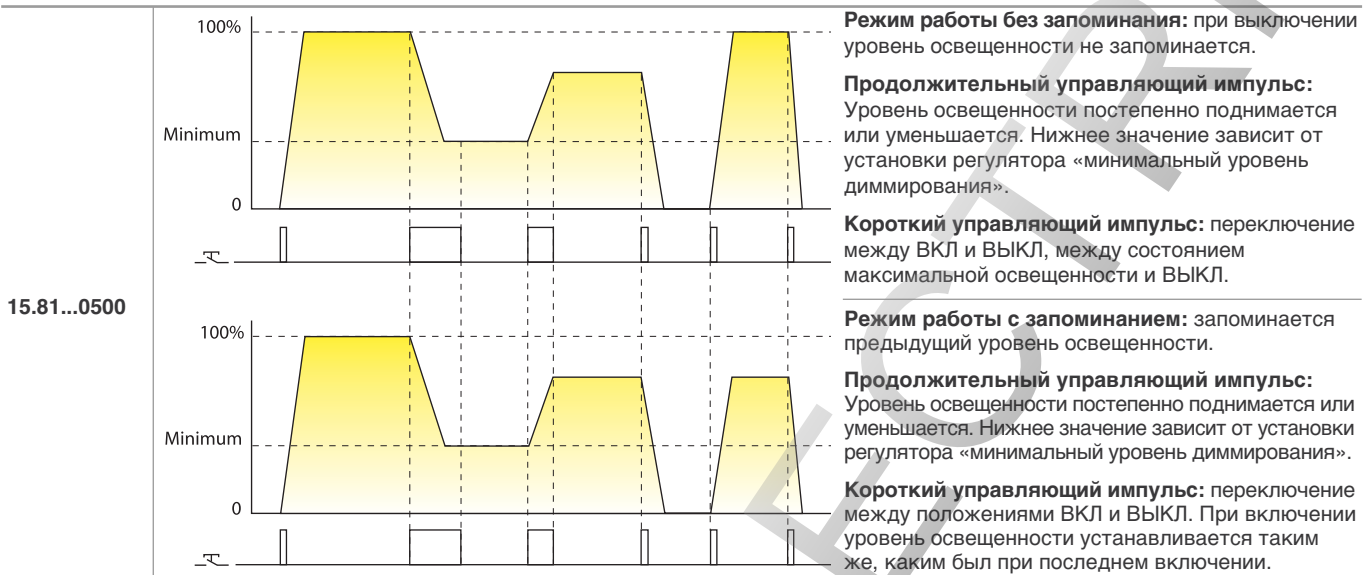 15.81...0500
100%
Minimum
0
Режим работы без запоминания: при выключении
уровень освещенности не запоминается.
Продолжительный управляющий импульс:
Уровень освещенности постепенно поднимается
или уменьшается. Нижнее значение зависит от
установки регулятора «минимальный уровень
диммирования».
Короткий управляющий импульс: переключение
между ВКЛ и ВЫКЛ, между состоянием
максимальной освещенности и ВЫКЛ.
100%
Minimum
0
Режим работы с запоминанием: запоминается
предыдущий уровень освещенности.
Продолжительный управляющий импульс:
Уровень освещенности постепенно поднимается или
уменьшается. Нижнее значение зависит от установки
регулятора «минимальный уровень диммирования».
Короткий управляющий импульс: переключение
между положениями ВКЛ и ВЫКЛ. При включении
уровень освещенности устанавливается таким
же, каким был при последнем включении.
ECTR